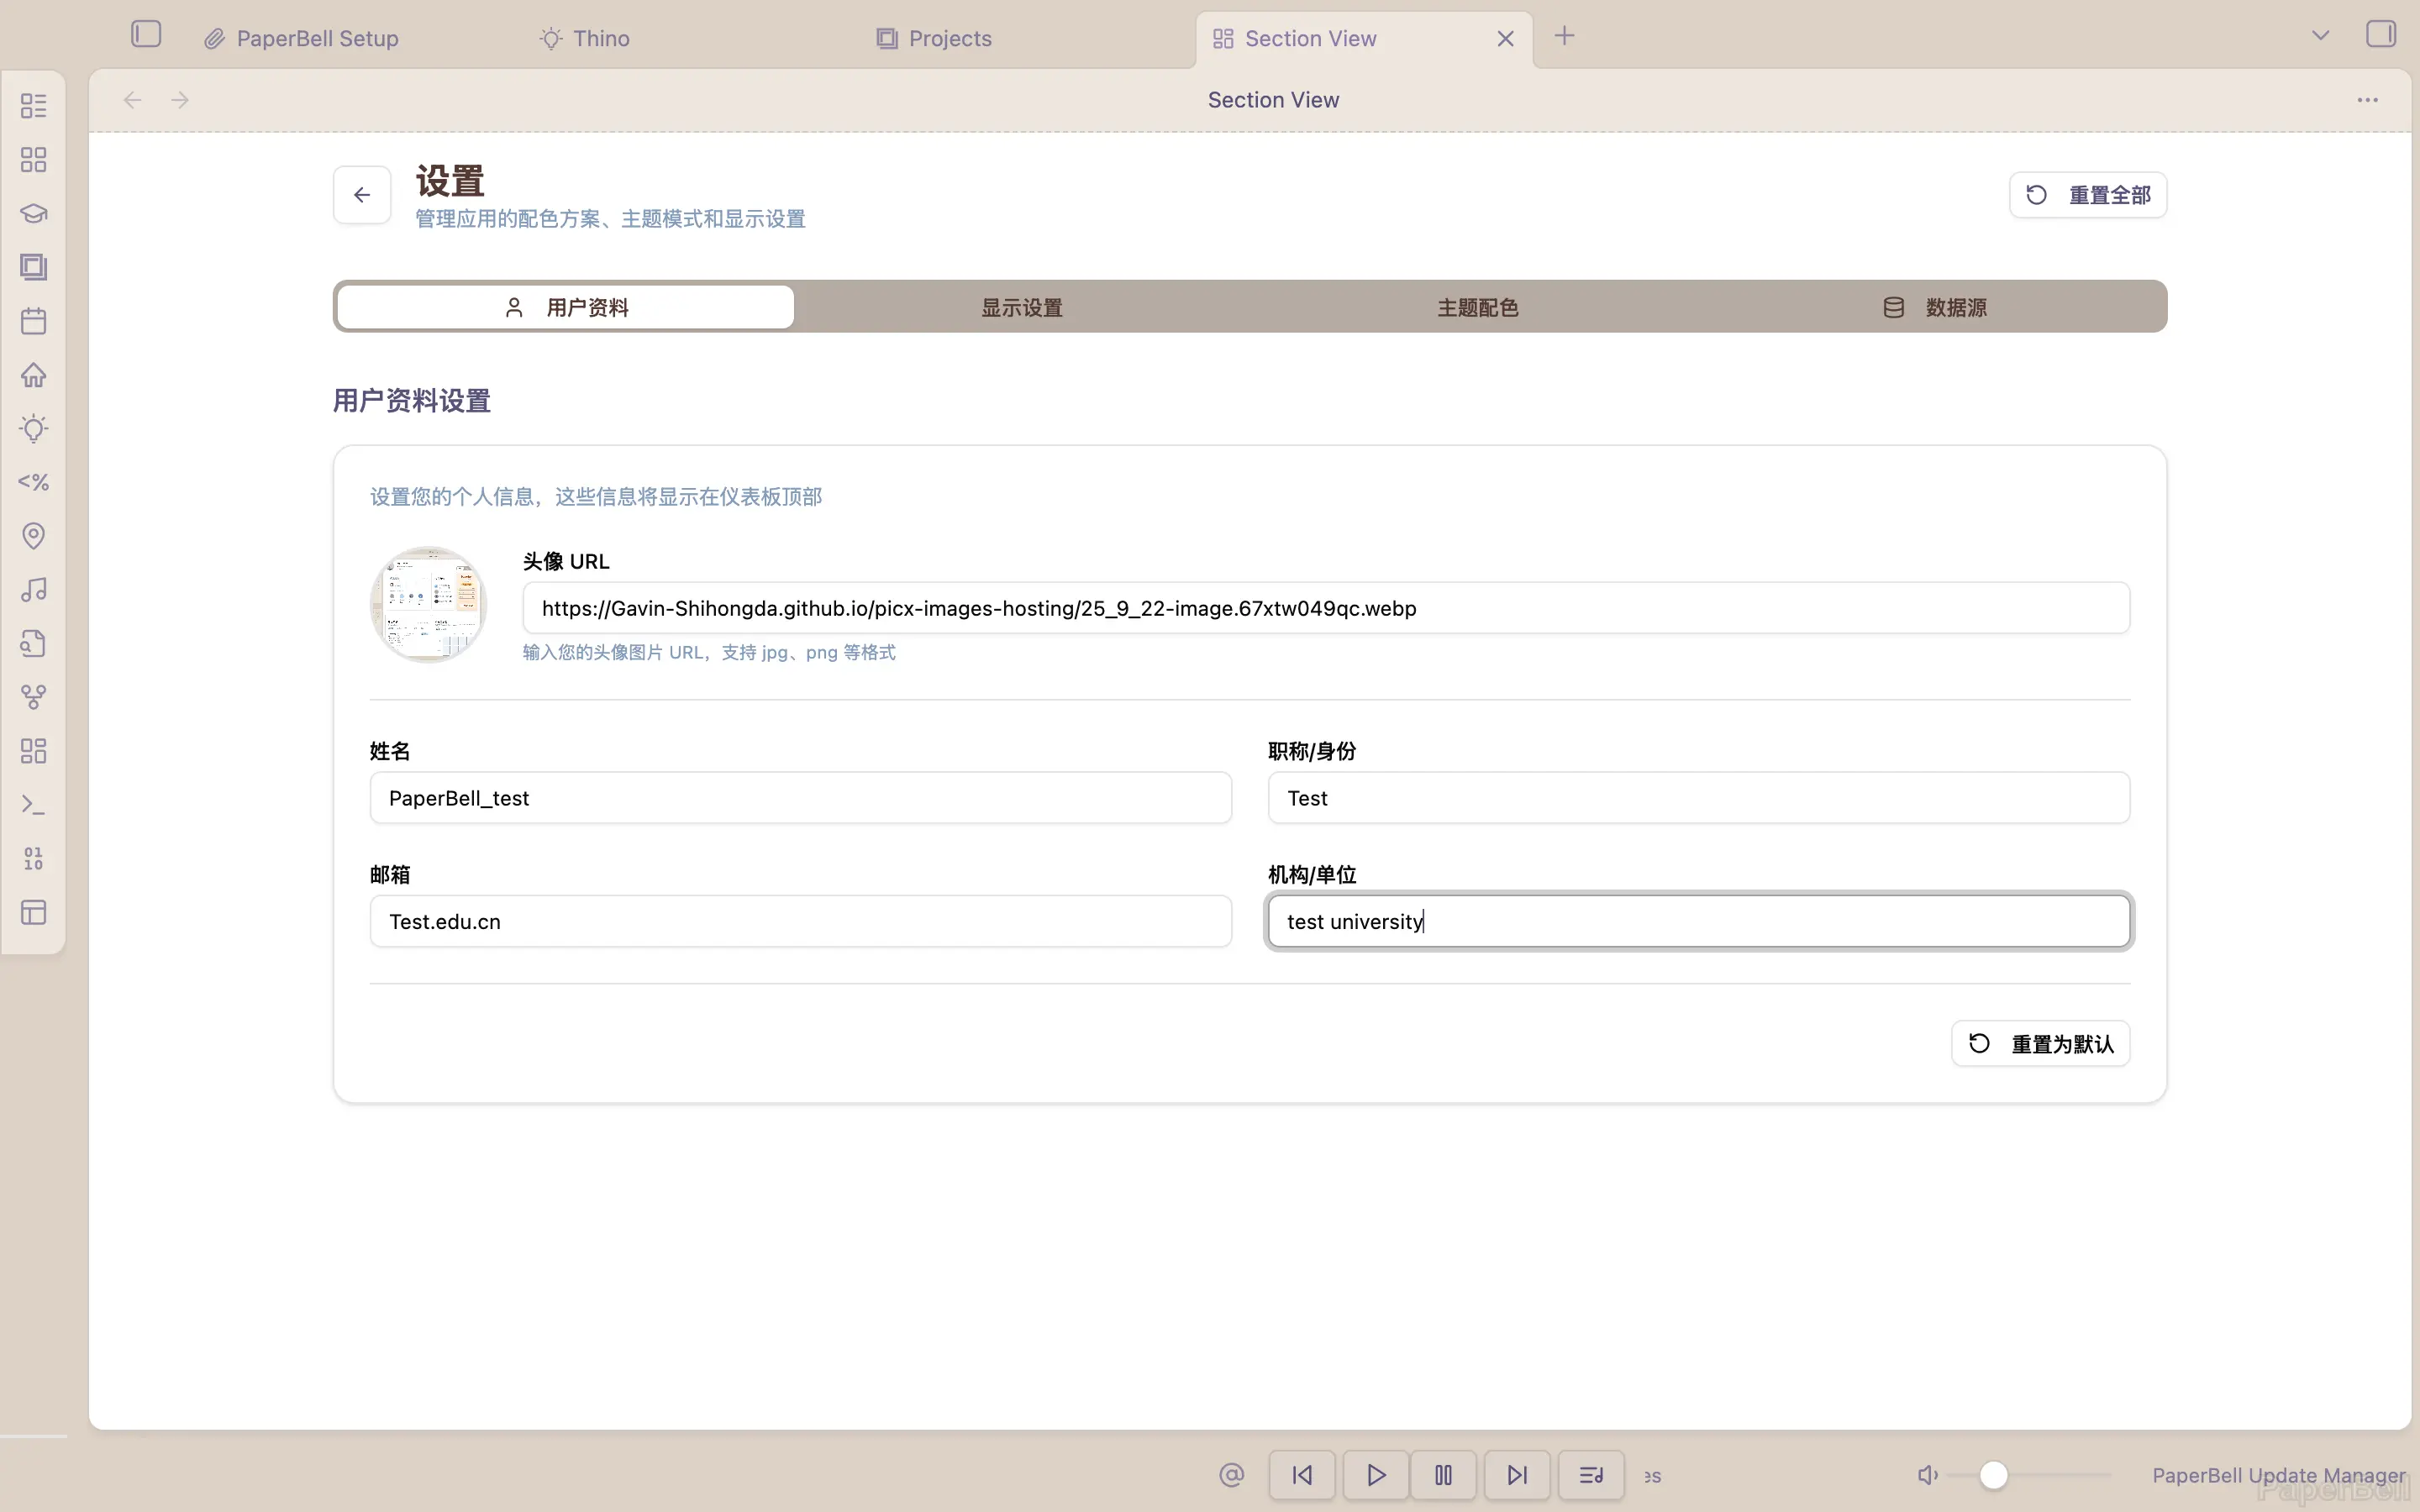 PaperBell Setup
Thino
Projects
Section View
Section View
设置
管理应用的配色方案、主题模式和显示设置
重置全部
用户资料
显示设置
主题配色
数据源
用户资料设置
设置您的个人信息，这些信息将显示在仪表板顶部
头像 URL
https://Gavin-Shihongda.github.io/picx-images-hosting/25_9_22-image.67xtw049qc.webp
输入您的头像图片 URL，支持 jpg、png 等格式
姓名
职称/身份
PaperBell_test
Test
邮箱
机构/单位
Test.edu.cn
test university
重置为默认
es
PaperBell Update Manager
PaperBell